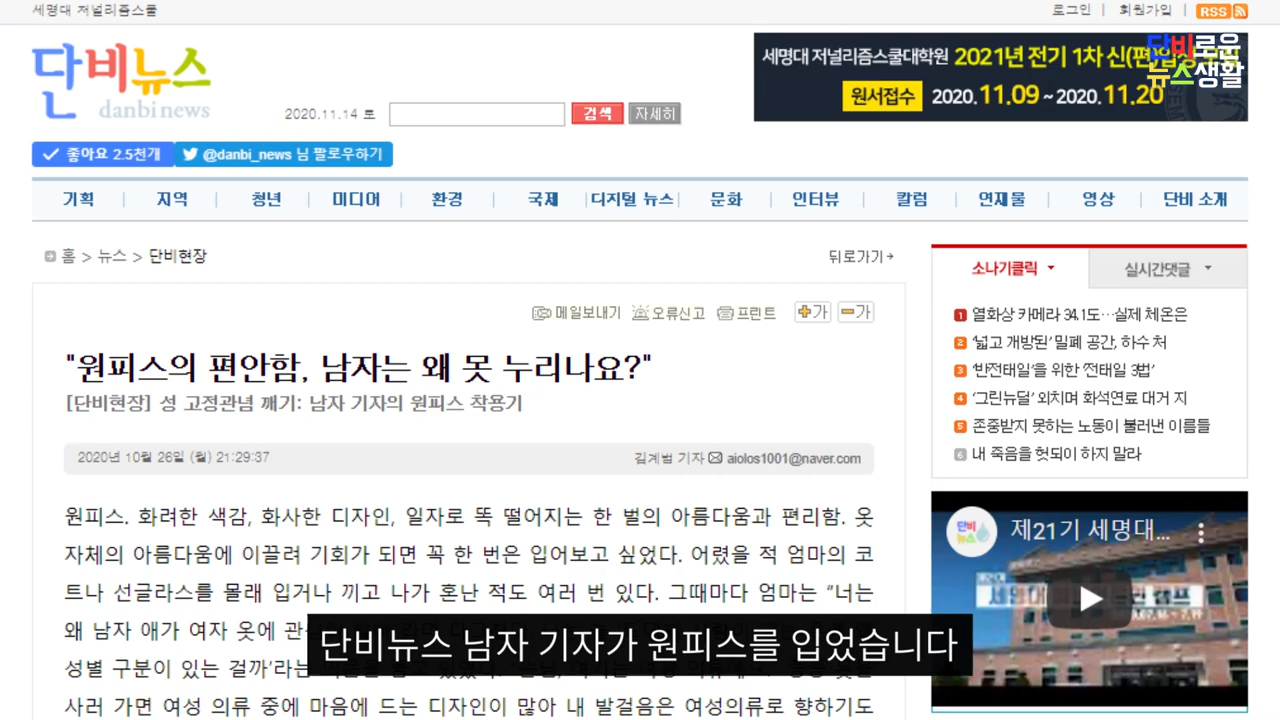 세명대 저널리즘스쿨
로그인 | 회원가입 | RSS
단비뉴스
danbi news
2020.11.14 토
검색 자세히
세명대 저널리즘스쿨대학원 2021년 전기 1차 신(편)입
원서접수 2020.11.09 ~ 2020.11.20
단비로운
뉴스생활
좋아요 2.5천개 @danbi_news 님 팔로우하기
기획 | 지역 | 청년 | 미디어 | 환경 | 국제 | 디지털 뉴스 | 문화 | 인터뷰 | 칼럼 | 연재물 | 영상 | 단비 소개
홈 > 뉴스 > 단비현장
뒤로가기
메일보내기 오류신고 프린트 +가 -가
"원피스의 편안함, 남자는 왜 못 누리나요?"
[단비현장] 성 고정관념 깨기: 남자 기자의 원피스 착용기
2020년 10월 26일 (월) 21:29:37
김계범 기자 aiolos1001@naver.com
원피스. 화려한 색감, 화사한 디자인, 일자로 똑 떨어지는 한 벌의 아름다움과 편리함. 옷
자체의 아름다움에 이끌려 기회가 되면 꼭 한 번은 입어보고 싶었다. 어렸을 적 엄마의 코
트나 선글라스를 몰래 입거나 끼고 나가 혼난 적도 여러 번 있다. 그때마다 엄마는 “너는
왜 남자 애가 여자 옷에
성별 구분이 있는 걸까’라는
사러 가면 여성 의류 중에 마음에 드는 디자인이 많아 내 발걸음은 여성의류로 향하기도
단비뉴스 남자 기자가 원피스를 입었습니다
소나기클릭 실시간댓글
1 열화상 카메라 34.1도…실제 체온은
2 ‘넓고 개방된’ 밀폐 공간, 하수 처
3 ‘반전태일’을 위한 ‘전태일 3법’
4 ‘그린뉴딜’ 외치며 화석연료 대거 지
5 존중받지 못하는 노동이 불러낸 이름들
6 내 죽음을 헛되이 하지 말라
단비
뉴스
제21기 세명대...